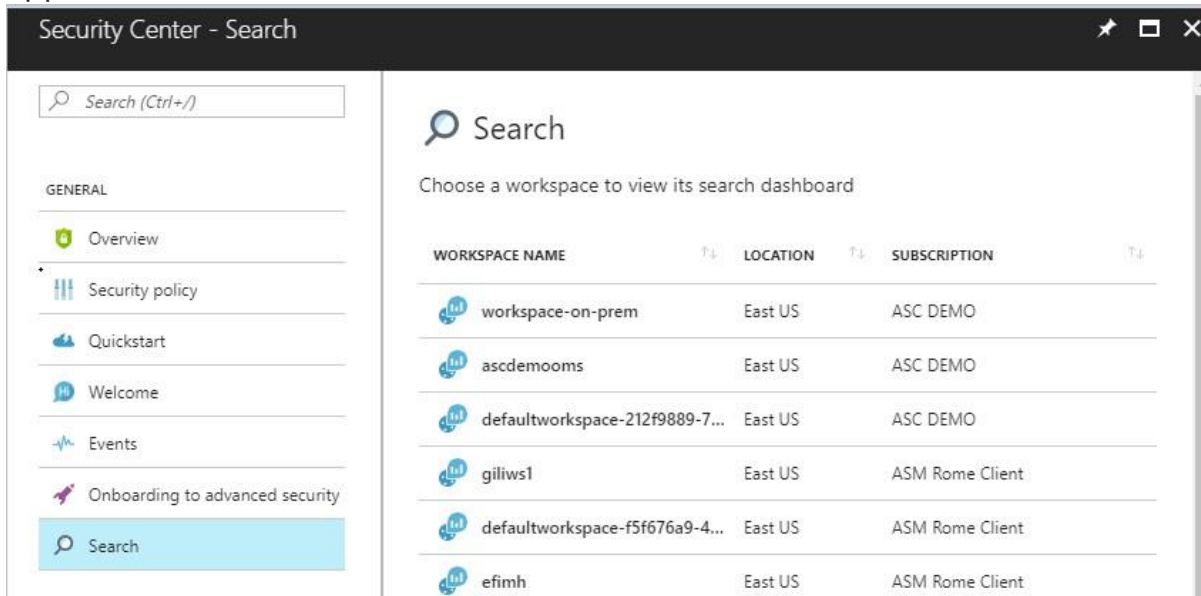 Security Center - Search
Search (Ctrl+/)
GENERAL
Overview
Security policy
Quickstart
Welcome
Events
Onboarding to advanced security
Search
Search
Choose a workspace to view its search dashboard
WORKSPACE NAME LOCATION SUBSCRIPTION
workspace-on-prem East US ASC DEMO
ascdemooms East US ASC DEMO
defaultworkspace-212f9889-7... East US ASC DEMO
giliws1 East US ASM Rome Client
defaultworkspace-f5f676a9-4... East US ASM Rome Client
efimh East US ASM Rome Client